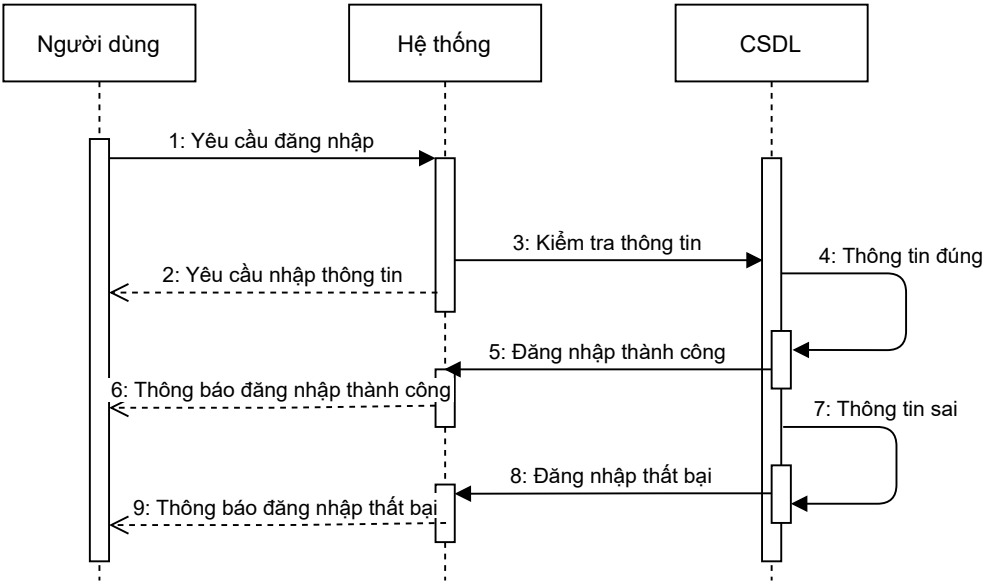 Người dùng
Hệ thống
CSDL
1: Yêu cầu đăng nhập
3: Kiểm tra thông tin
4: Thông tin đúng
2: Yêu cầu nhập thông tin
5: Đăng nhập thành công
6: Thông báo đăng nhập thành công
7: Thông tin sai
8: Đăng nhập thất bại
9: Thông báo đăng nhập thất bại